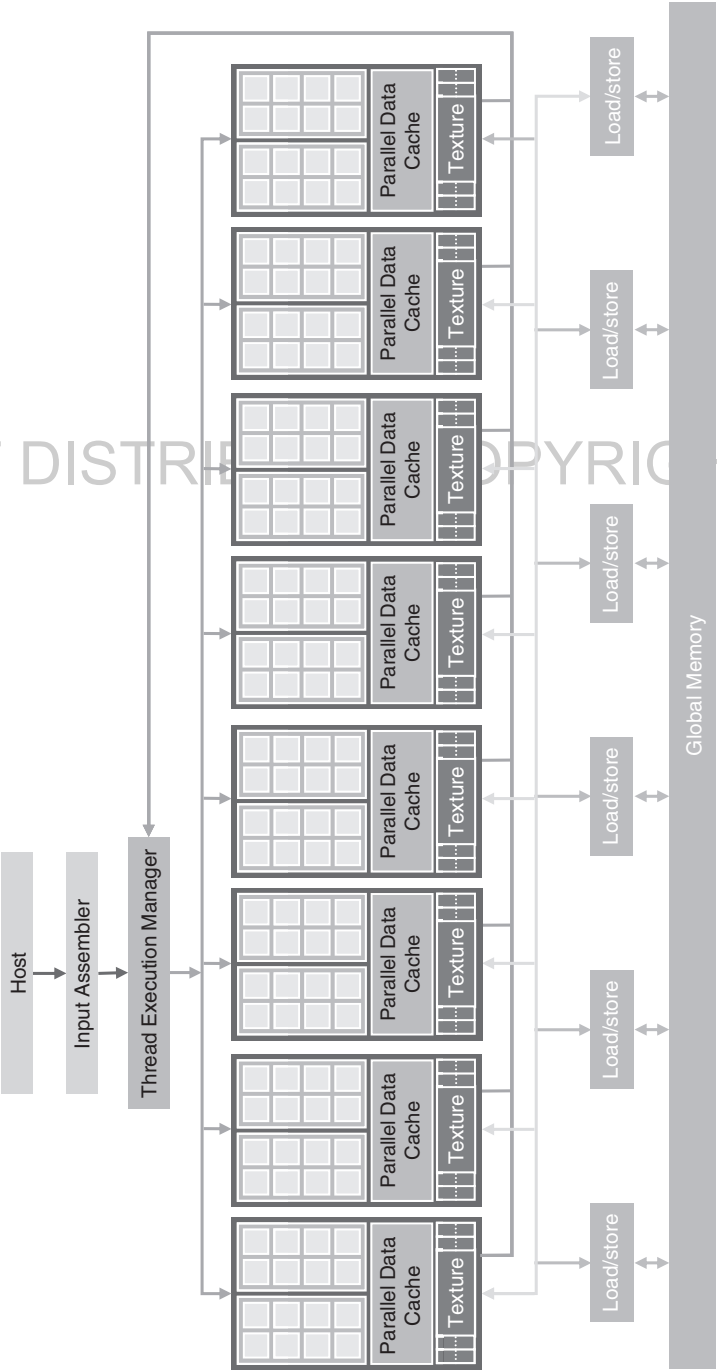 Host
Input Assembler
Thread Execution Manager
Parallel Data
Cache
Texture
Parallel Data
Cache
Texture
Parallel Data
Cache
Texture
Parallel Data
Cache
Texture
Parallel Data
Cache
Texture
Parallel Data
Cache
Texture
Parallel Data
Cache
Texture
Parallel Data
Cache
Texture
Load/store
Load/store
Load/store
Load/store
Load/store
Load/store
Global Memory
DISTRI